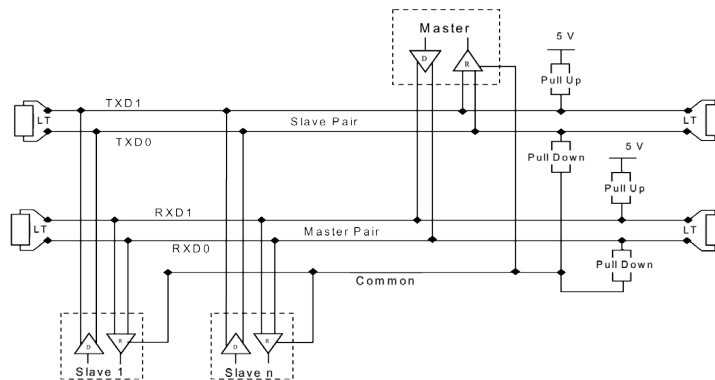 Master
D
R
5 V
Pull Up
TXD1
LT
Slave Pair
LT
TXD0
Pull Down
5 V
Pull Up
RXD1
LT
Master Pair
LT
RXD0
Pull Down
Common
D
R
D
R
Slave 1
Slave n